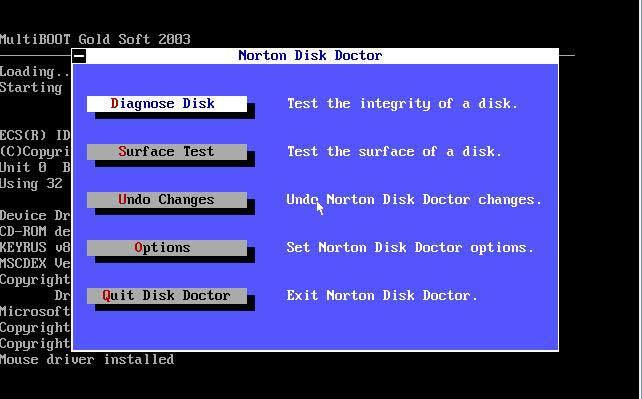 MultiBOOT Gold Soft 2003
Norton Disk Doctor
Loading..
Starting
Diagnose Disk Test the integrity of a disk.
ECS(R) ID
Surface Test Test the surface of a disk.
(C)Copyri
Unit 0 B
Using 32
Undo Changes Undo Norton Disk Doctor changes.
Device Dr
CD-ROM de
KEYRUS v8
Options Set Norton Disk Doctor options.
MSCDEX Ve
Copyright
Dr
Quit Disk Doctor Exit Norton Disk Doctor.
Microsoft
Copyright
Copyright
Mouse driver installed